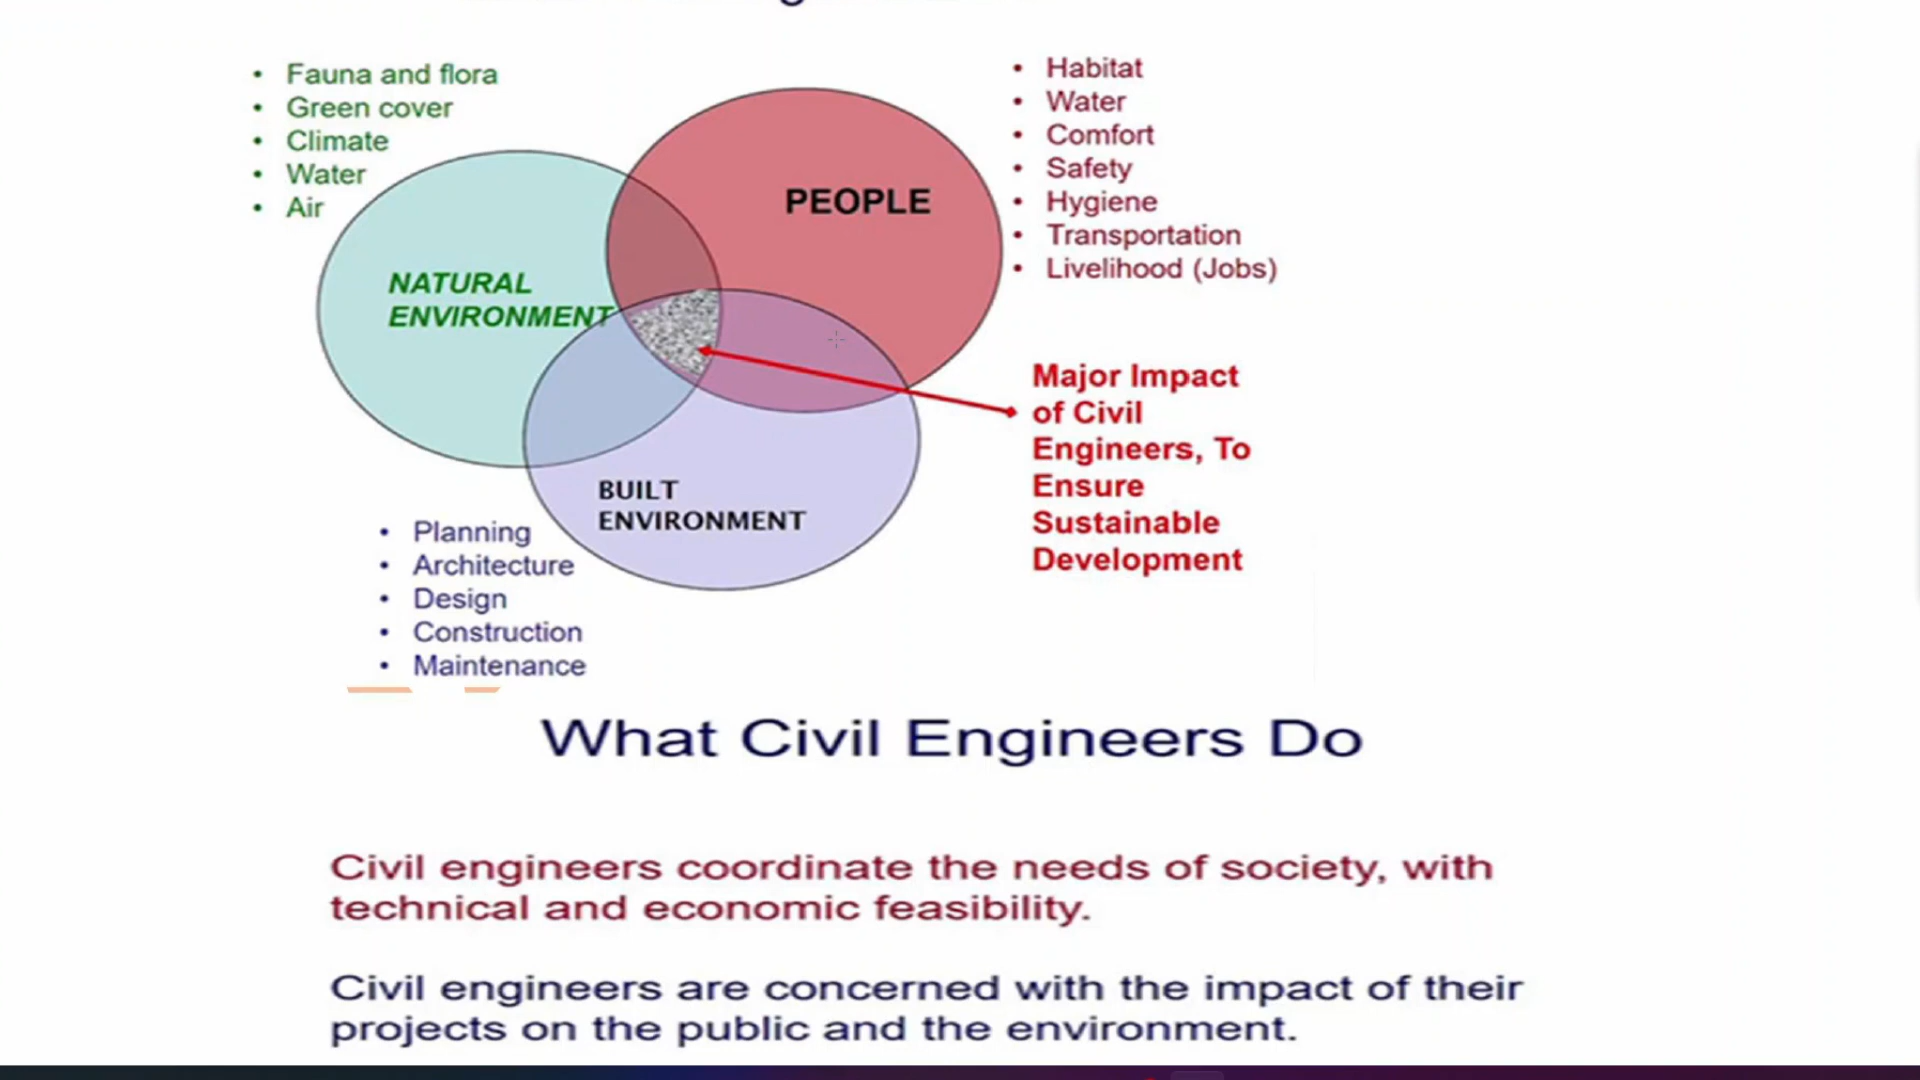 • Fauna and flora
• Green cover
• Climate
• Water
• Air
• Habitat
• Water
• Comfort
• Safety
• Hygiene
• Transportation
• Livelihood (Jobs)
PEOPLE
NATURAL
ENVIRONMENT
Major Impact
of Civil
Engineers, To
Ensure
Sustainable
Development
BUILT
ENVIRONMENT
• Planning
• Architecture
• Design
• Construction
• Maintenance
What Civil Engineers Do
Civil engineers coordinate the needs of society, with
technical and economic feasibility.
Civil engineers are concerned with the impact of their
projects on the public and the environment.